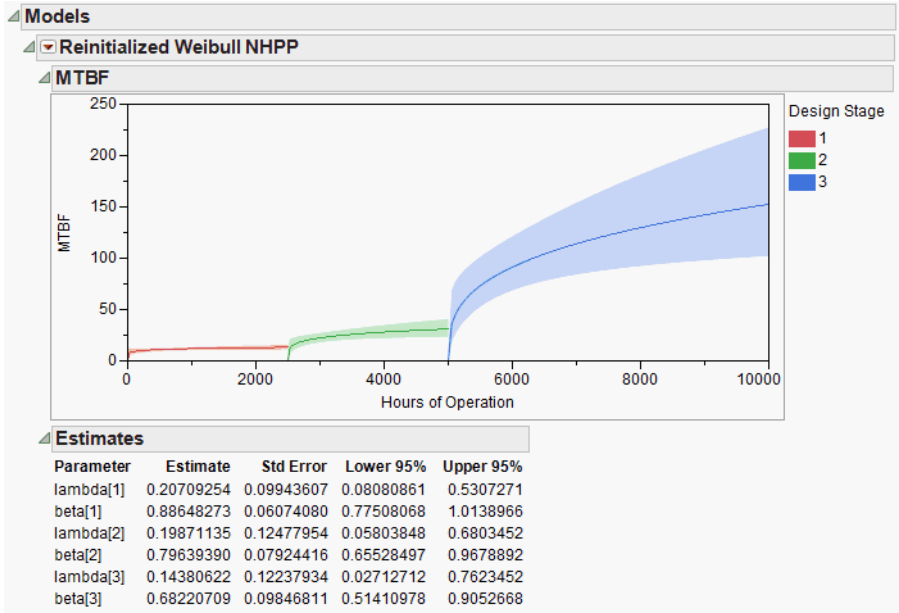 Models
Reinitialized Weibull NHPP
MTBF
250
200
150
100
50
0
MTBF
0 2000 4000 6000 8000 10000
Hours of Operation
Design Stage
1
2
3
Estimates
Parameter Estimate Std Error Lower 95% Upper 95%
lambda[1] 0.20709254 0.09943607 0.08080861 0.5307271
beta[1] 0.88648273 0.06074080 0.77508068 1.0138966
lambda[2] 0.19871135 0.12477954 0.05803848 0.6803452
beta[2] 0.79639390 0.07924416 0.65528497 0.9678892
lambda[3] 0.14380622 0.12237934 0.02712712 0.7623452
beta[3] 0.68220709 0.09846811 0.51410978 0.9052668